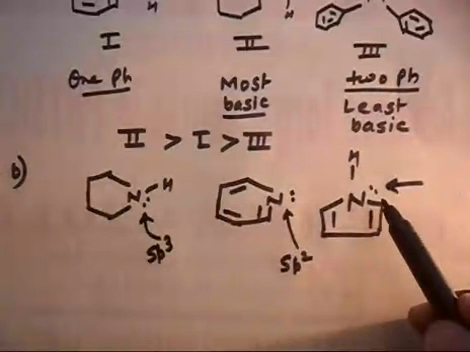 H H
I II III
One Ph Most basic two ph Least basic
II > I > III
b)
N H N N H
Sp3 Sp2